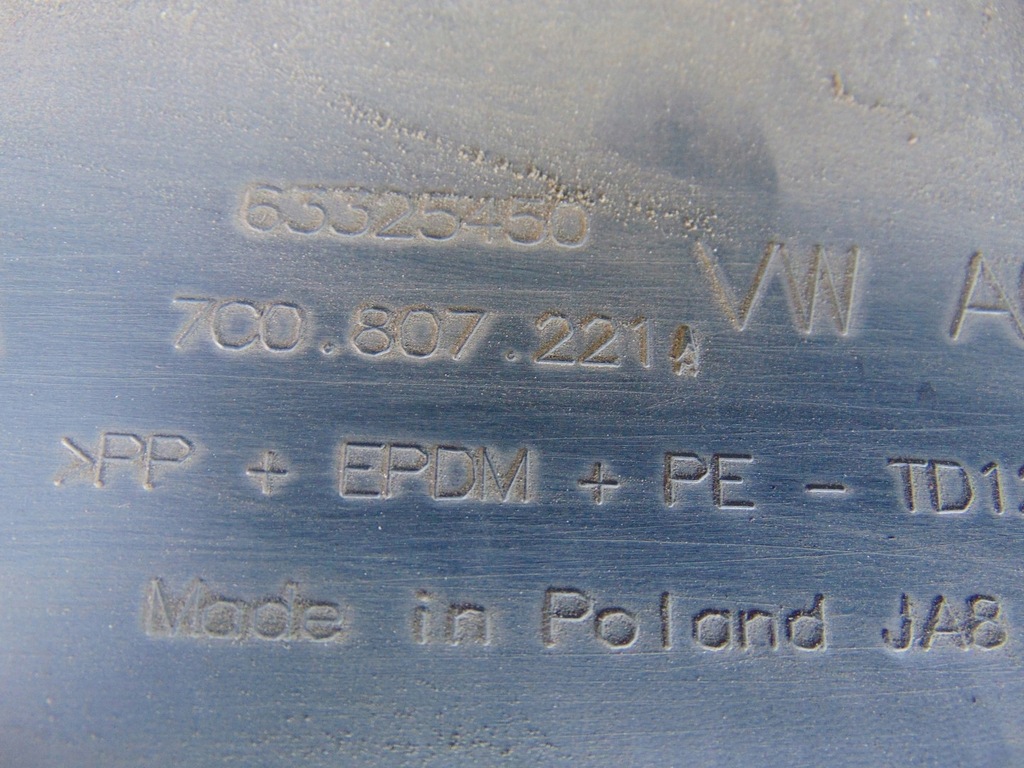 63325450
7C0.807.221 A
VW
>PP + EPDM + PE - TD1
Made in Poland JA8